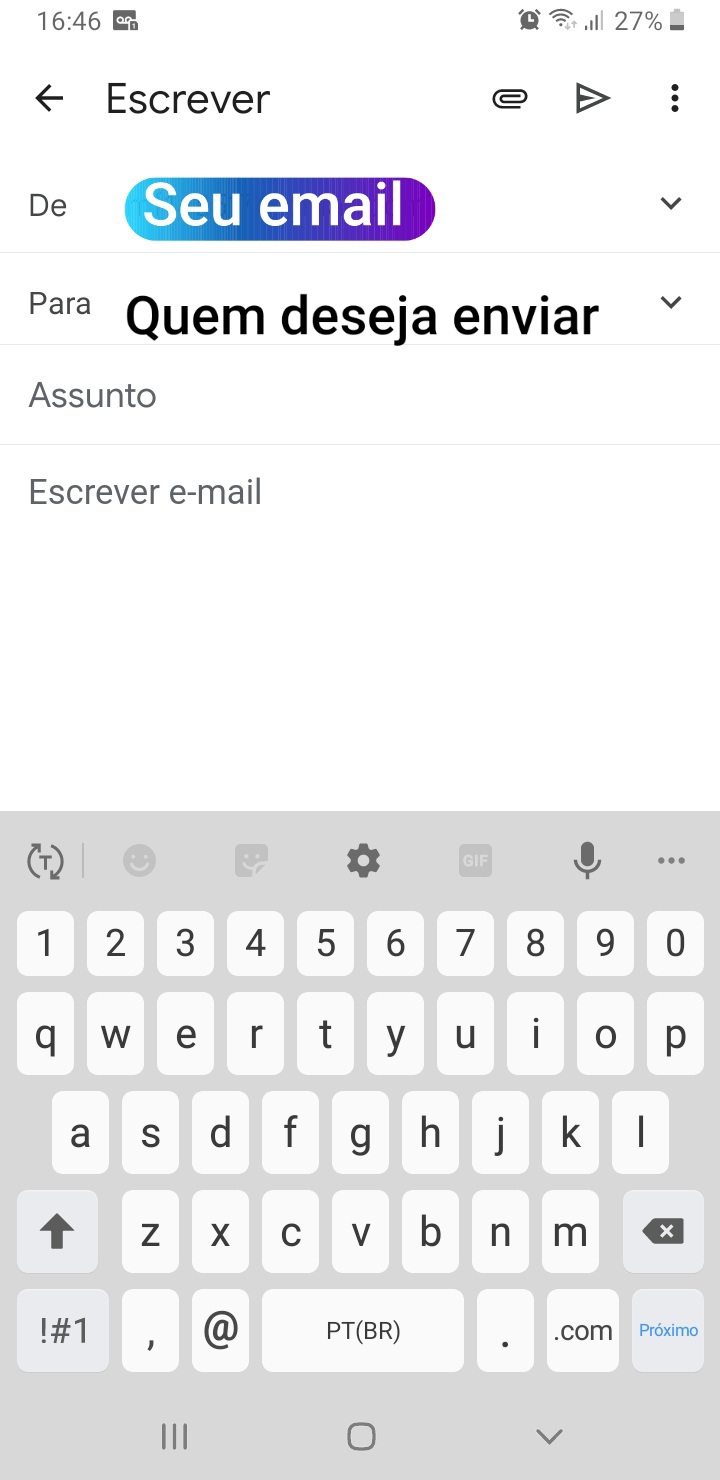 16:46
27%
Escrever
De Seu email
Para Quem deseja enviar
Assunto
Escrever e-mail
T GIF
1 2 3 4 5 6 7 8 9 0
q w e r t y u i o p
a s d f g h j k l
z x c v b n m
!#1 , @ PT(BR) . .com Próximo